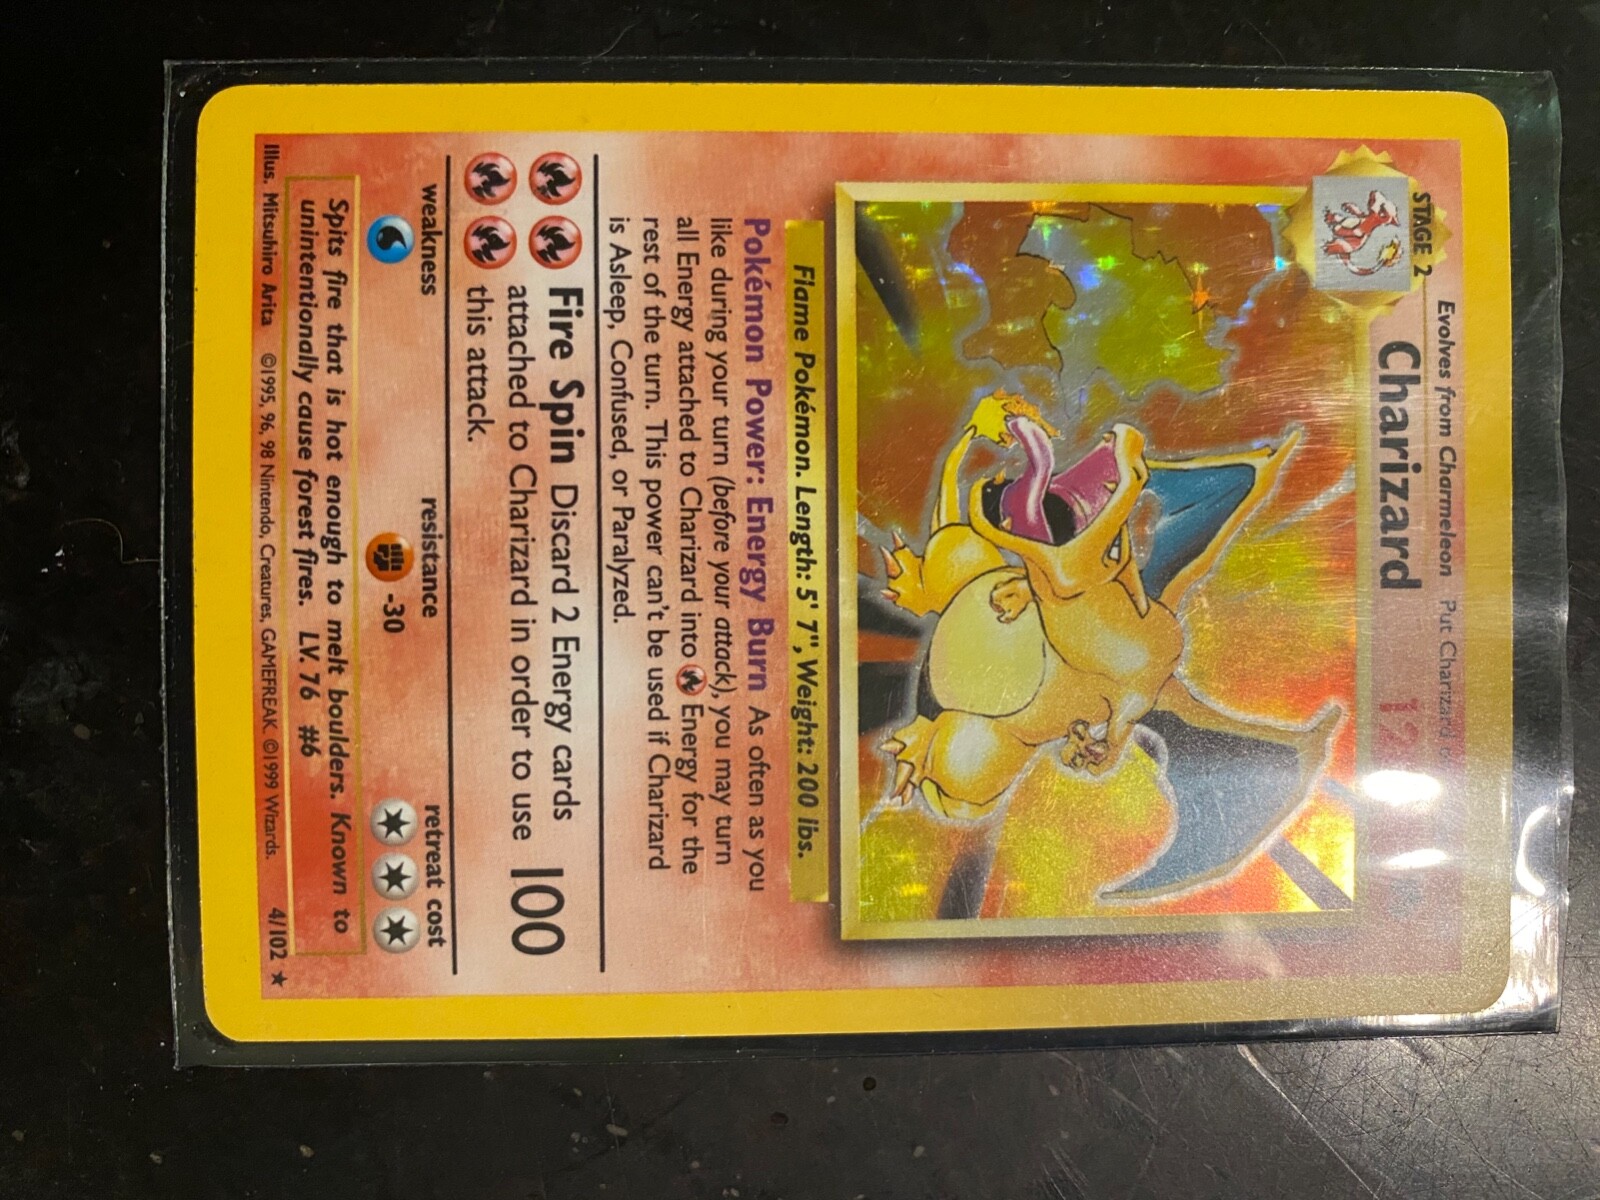 STAGE 2
Evolves from Charmeleon Put Charizard
Charizard
12
Flame Pokémon. Length: 5' 7", Weight: 200 lbs.
Pokémon Power: Energy Burn As often as you
like during your turn (before your attack), you may turn
all Energy attached to Charizard into Energy for the
rest of the turn. This power can't be used if Charizard
is Asleep, Confused, or Paralyzed.
Fire Spin Discard 2 Energy cards
attached to Charizard in order to use
this attack.
100
weakness resistance retreat cost
-30
Spits fire that is hot enough to melt boulders. Known to
unintentionally cause forest fires. LV. 76 #6
Illus. Mitsuhiro Arita ©1995, 96, 98 Nintendo, Creatures, GAMEFREAK. ©1999 Wizards. 4/102 ★